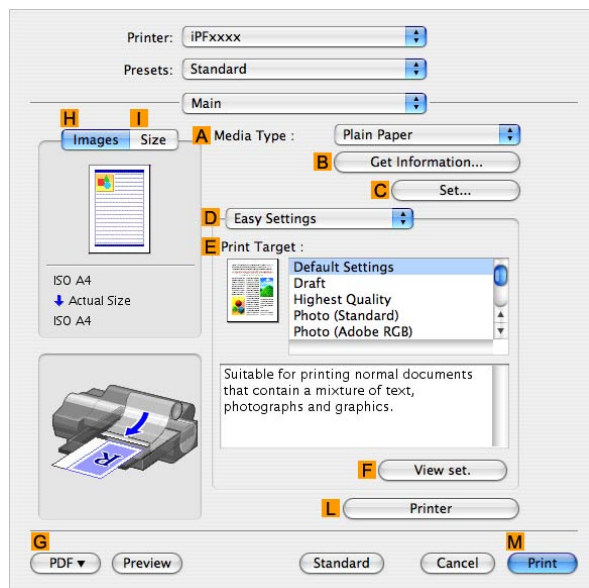 Printer: iPFxxxx
Presets: Standard
Main
H I
Images Size
A Media Type : Plain Paper
B Get Information...
C Set...
D Easy Settings
E Print Target :
Default Settings
Draft
Highest Quality
Photo (Standard)
Photo (Adobe RGB)
ISO A4
Actual Size
ISO A4
Suitable for printing normal documents
that contain a mixture of text,
photographs and graphics.
R
F View set.
L Printer
G M
PDF Preview Standard Cancel Print